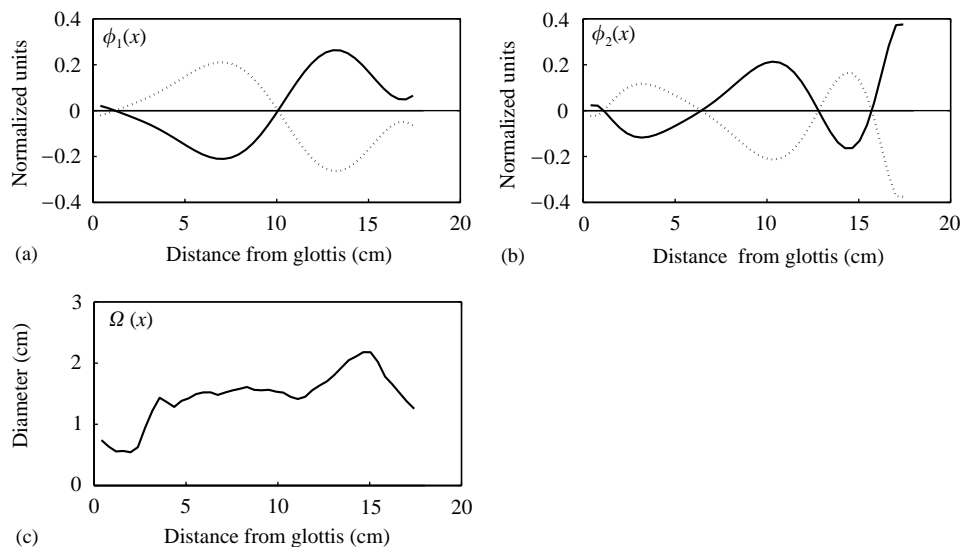 0.4
0.2
0
−0.2
−0.4
Normalized units
ϕ1(x)
0 5 10 15 20
(a) Distance from glottis (cm)
0.4
0.2
0
−0.2
−0.4
Normalized units
ϕ2(x)
0 5 10 15 20
(b) Distance from glottis (cm)
3
2
1
0
Diameter (cm)
Ω (x)
0 5 10 15 20
(c) Distance from glottis (cm)